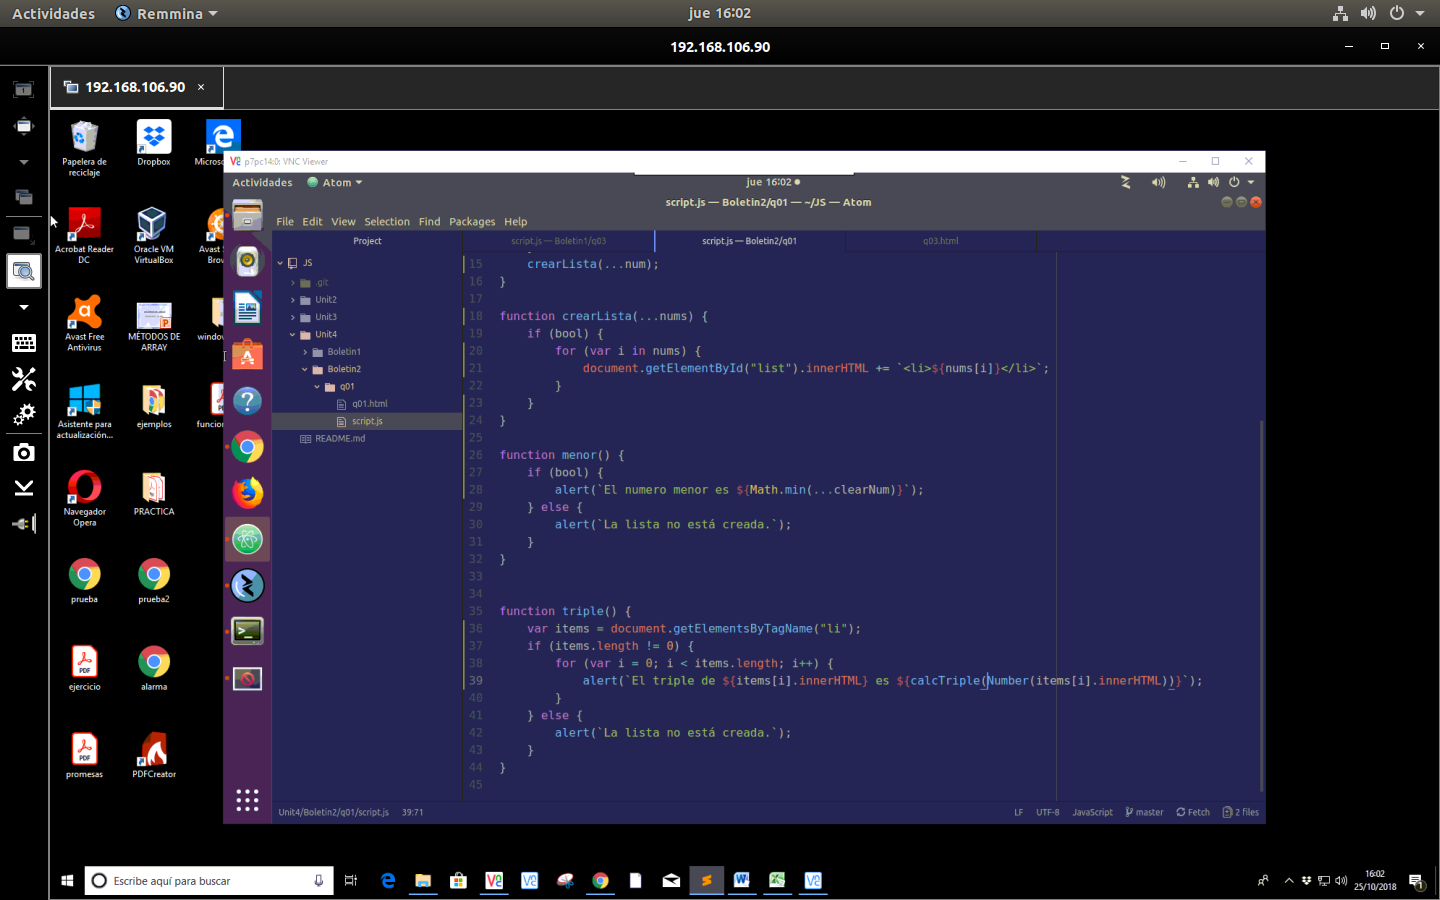 Actividades Remmina jue 16:02
192.168.106.90
192.168.106.90 ×
Papelera de reciclaje
Dropbox
Acrobat Reader DC
Oracle VM VirtualBox
Avast Free Antivirus
MÉTODOS DE ARRAY
Asistente para actualización...
ejemplos
Navegador Opera
PRACTICA
prueba
prueba2
ejercicio
alarma
promesas
PDFCreator
p7pc14:0: VNC Viewer
Actividades Atom jue 16:02
script.js — Boletin2/q01 — ~/JS — Atom
File Edit View Selection Find Packages Help
Project
script.js — Boletin1/q03
script.js — Boletin2/q01
q03.html
JS
.git
Unit2
Unit3
Unit4
Boletin1
Boletin2
q01
q01.html
script.js
README.md
15 crearLista(...num);
16 }
17
18 function crearLista(...nums) {
19 if (bool) {
20 for (var i in nums) {
21 document.getElementById("list").innerHTML += `<li>${nums[i]}</li>`;
22 }
23 }
24 }
25
26 function menor() {
27 if (bool) {
28 alert(`El numero menor es ${Math.min(...clearNum)}`);
29 } else {
30 alert(`La lista no está creada.`);
31 }
32 }
33
34
35 function triple() {
36 var items = document.getElementsByTagName("li");
37 if (items.length != 0) {
38 for (var i = 0; i < items.length; i++) {
39 alert(`El triple de ${items[i].innerHTML} es ${calcTriple(Number(items[i].innerHTML))}`);
40 }
41 } else {
42 alert(`La lista no está creada.`);
43 }
44 }
45
Unit4/Boletin2/q01/script.js 39:71 LF UTF-8 JavaScript master Fetch 2 files
Escribe aquí para buscar
16:02
25/10/2018
1